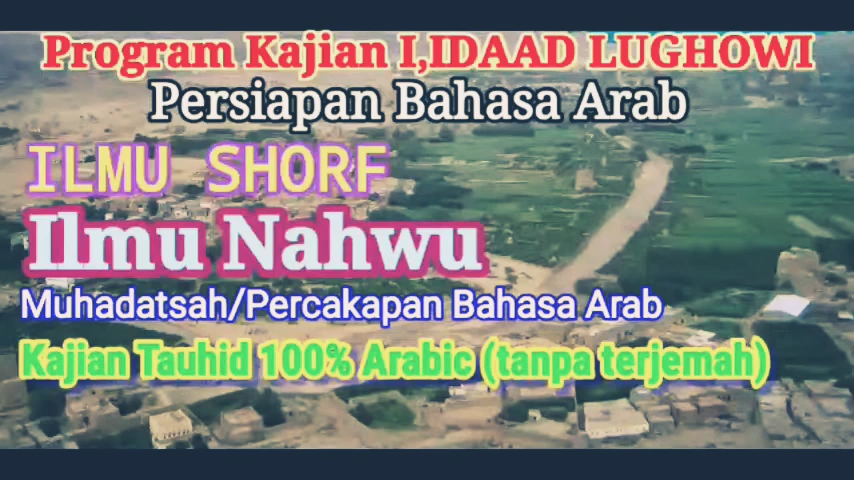 Program Kajian I,IDAAD LUGHOWI
Persiapan Bahasa Arab
ILMU SHORF
Ilmu Nahwu
Muhadatsah/Percakapan Bahasa Arab
Kajian Tauhid 100% Arabic (tanpa terjemah)